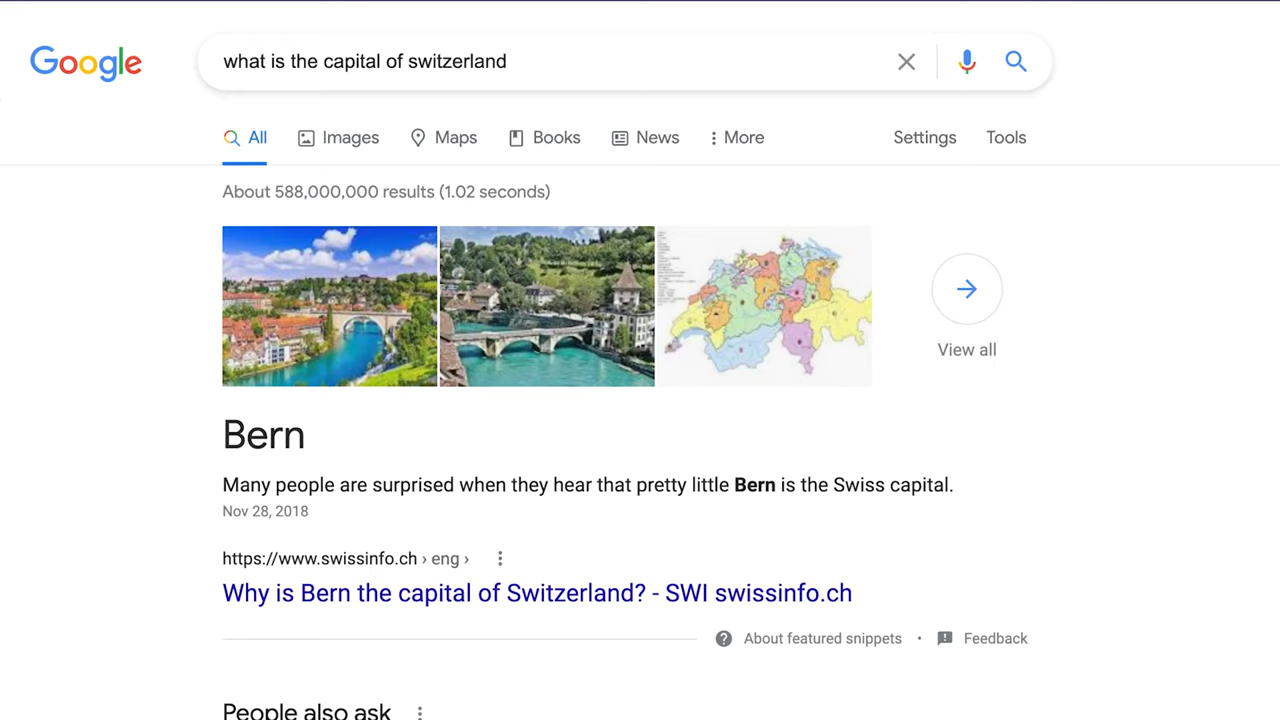 Google
what is the capital of switzerland
All Images Maps Books News More Settings Tools
About 588,000,000 results (1.02 seconds)
View all
Bern
Many people are surprised when they hear that pretty little Bern is the Swiss capital.
Nov 28, 2018
https://www.swissinfo.ch › eng ›
Why is Bern the capital of Switzerland? - SWI swissinfo.ch
About featured snippets • Feedback
People also ask